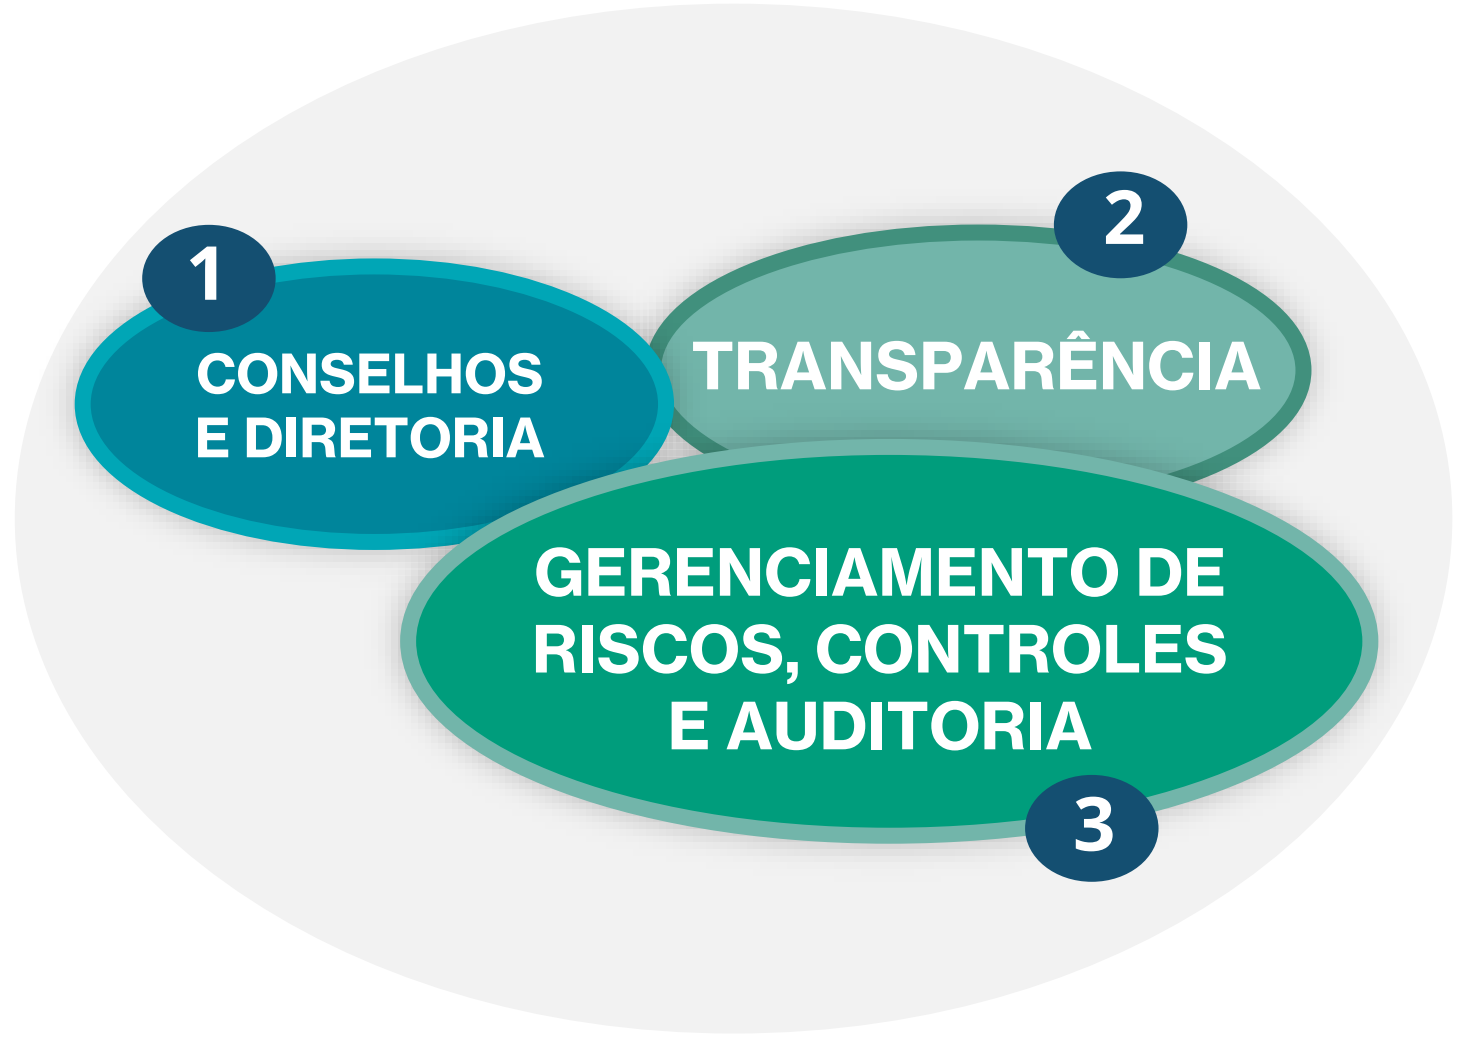 1
CONSELHOS
E DIRETORIA
2
TRANSPARÊNCIA
GERENCIAMENTO DE
RISCOS, CONTROLES
E AUDITORIA
3